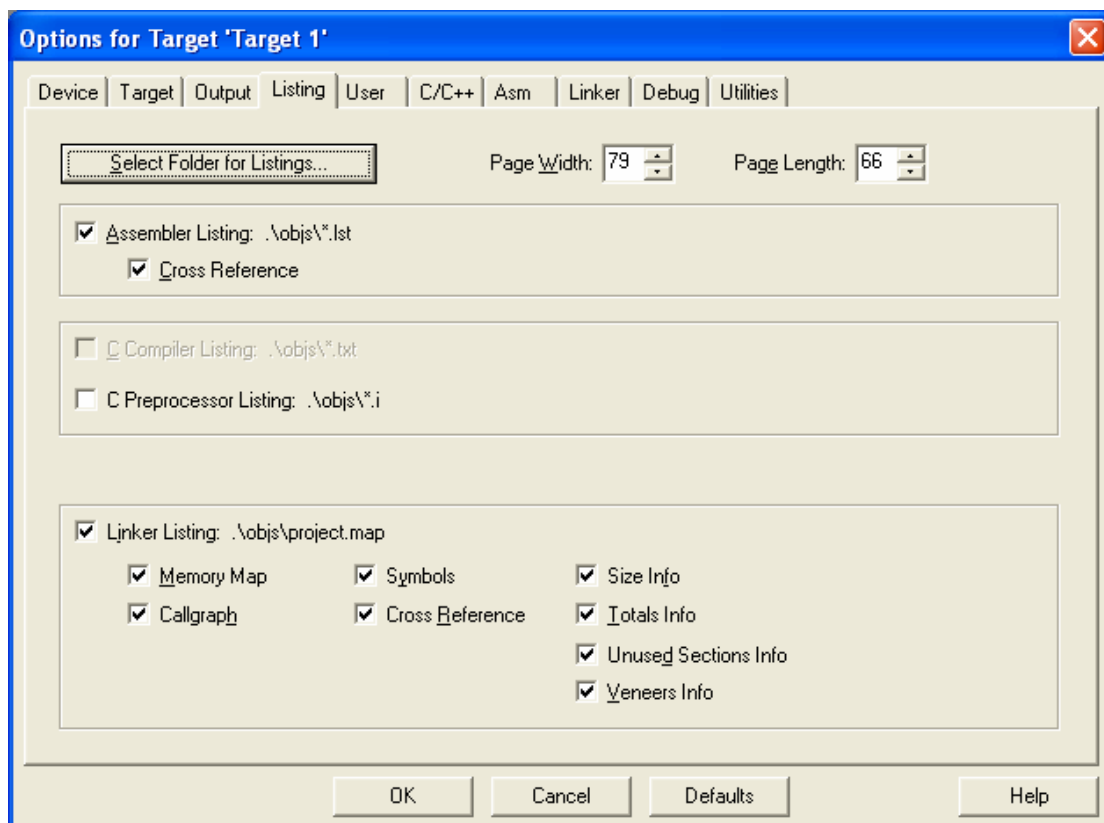 Options for Target 'Target 1'
Device Target Output Listing User C/C++ Asm Linker Debug Utilities
Select Folder for Listings... Page Width: 79 Page Length: 66
Assembler Listing: .\objs\*.lst
Cross Reference
C Compiler Listing: .\objs\*.txt
C Preprocessor Listing: .\objs\*.i
Linker Listing: .\objs\project.map
Memory Map Symbols Size Info
Callgraph Cross Reference Totals Info
Unused Sections Info
Veneers Info
OK Cancel Defaults Help